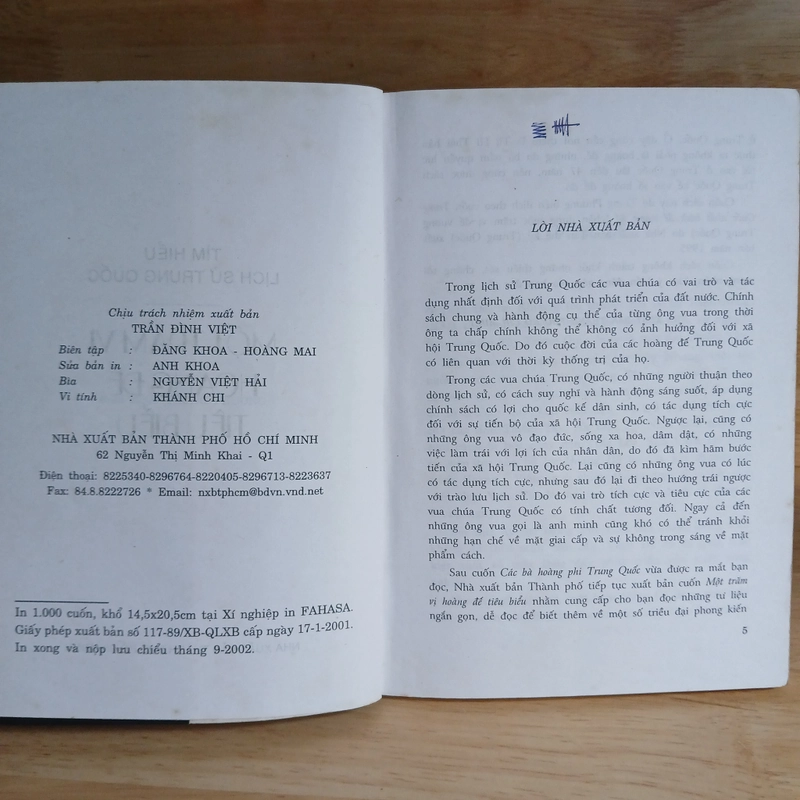 Chịu trách nhiệm xuất bản
TRẦN ĐÌNH VIỆT
Biên tập : ĐĂNG KHOA - HOÀNG MAI
Sửa bản in : ANH KHOA
Bìa : NGUYỄN VIỆT HẢI
Vi tính : KHÁNH CHI
NHÀ XUẤT BẢN THÀNH PHỐ HỒ CHÍ MINH
62 Nguyễn Thị Minh Khai - Q1
Điện thoại: 8225340-8296764-8220405-8296713-8223637
Fax: 84.8.8222726 * Email: nxbtphcm@bdvn.vnd.net
In 1.000 cuốn, khổ 14,5x20,5cm tại Xí nghiệp in FAHASA.
Giấy phép xuất bản số 117-89/XB-QLXB cấp ngày 17-1-2001.
In xong và nộp lưu chiểu tháng 9-2002.
LỜI NHÀ XUẤT BẢN
Trong lịch sử Trung Quốc các vua chúa có vai trò và tác
dụng nhất định đối với quá trình phát triển của đất nước. Chính
sách chung và hành động cụ thể của từng ông vua trong thời
ông ta chấp chính không thể không có ảnh hưởng đối với xã
hội Trung Quốc. Do đó cuộc đời của các hoàng đế Trung Quốc
có liên quan với thời kỳ thống trị của họ.
Trong các vua chúa Trung Quốc, có những người thuận theo
dòng lịch sử, có cách suy nghĩ và hành động sáng suốt, áp dụng
chính sách có lợi cho quốc kế dân sinh, có tác dụng tích cực
đối với sự tiến bộ của xã hội Trung Quốc. Ngược lại, cũng có
những ông vua vô đạo đức, sống xa hoa, dâm dật, có những
việc làm trái với lợi ích của nhân dân, do đó đã kìm hãm bước
tiến của xã hội Trung Quốc. Lại cũng có những ông vua có lúc
có tác dụng tích cực, nhưng sau đó lại đi theo hướng trái ngược
với trào lưu lịch sử. Do đó vai trò tích cực và tiêu cực của các
vua chúa Trung Quốc có tính chất tương đối. Ngay cả đến
những ông vua gọi là anh minh cũng khó có thể tránh khỏi
những hạn chế về mặt giai cấp và sự không trong sáng về mặt
phẩm cách.
Sau cuốn Các bà hoàng phi Trung Quốc vừa được ra mắt bạn
đọc, Nhà xuất bản Thành phố tiếp tục xuất bản cuốn Một trăm
vị hoàng đế tiêu biểu nhằm cung cấp cho bạn đọc những tư liệu
ngắn gọn, dễ đọc để biết thêm về một số triều đại phong kiến
5